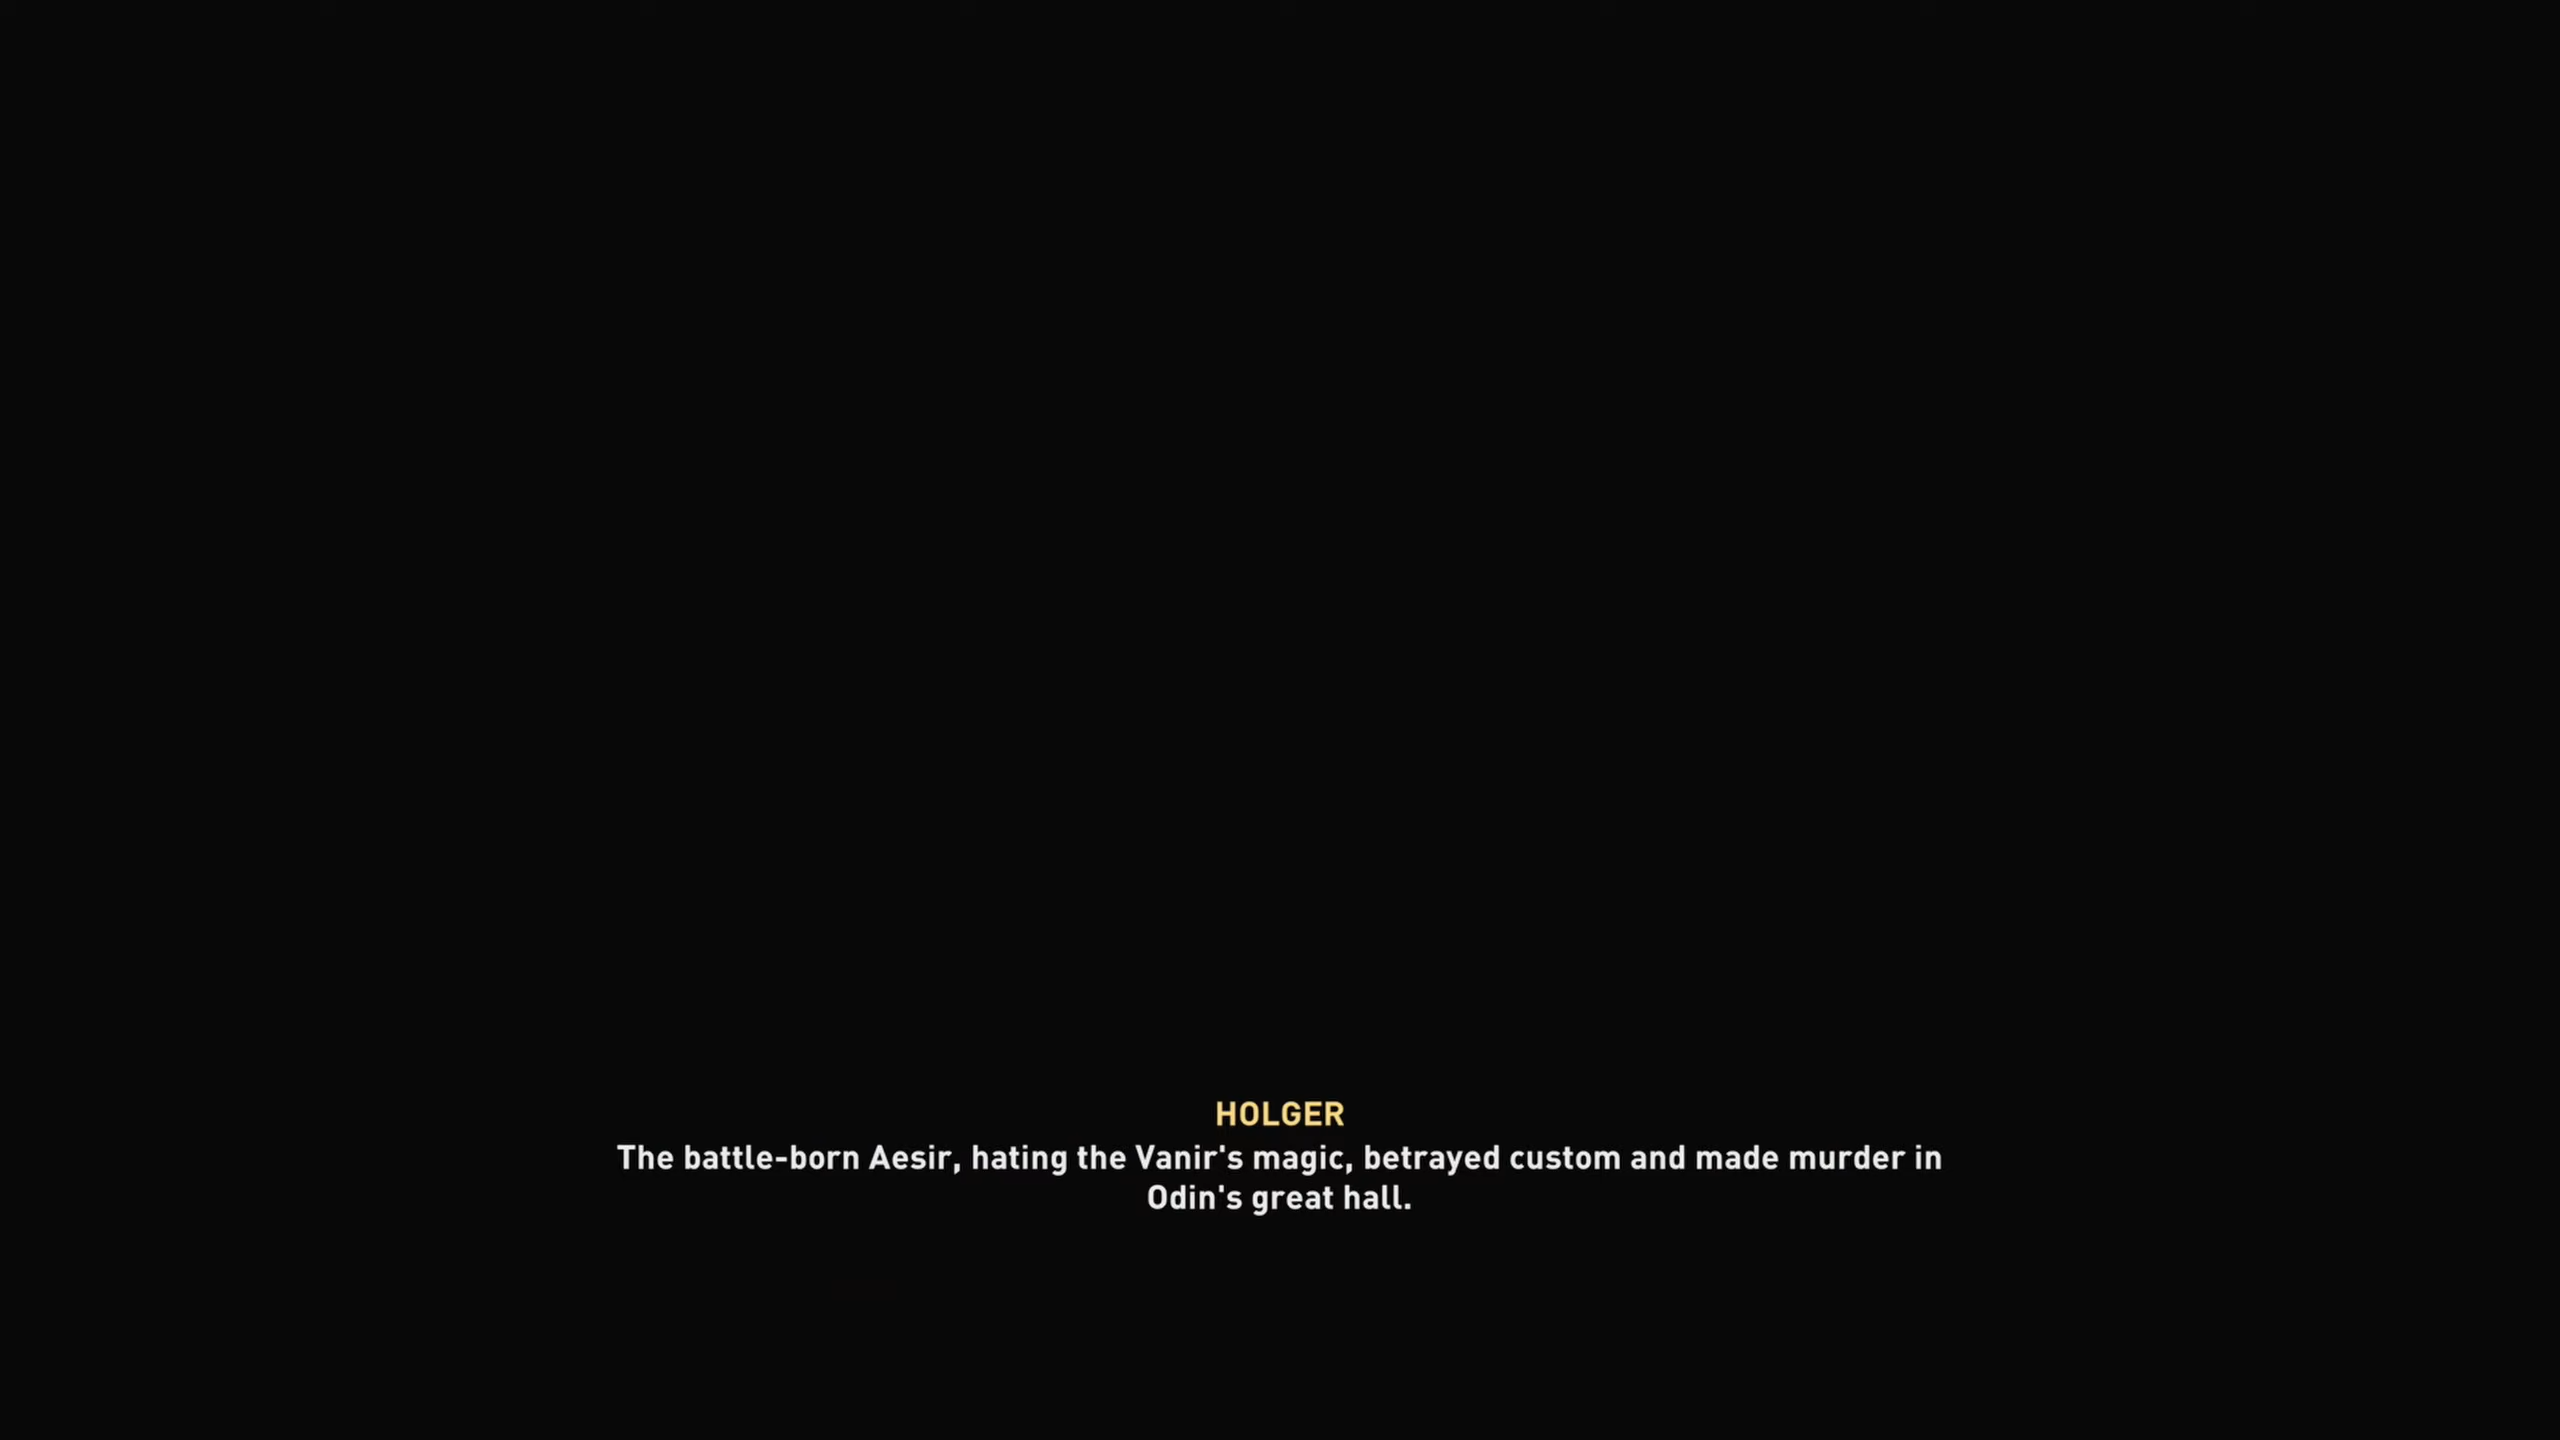 HOLGER
The battle-born Aesir, hating the Vanir's magic, betrayed custom and made murder in
Odin's great hall.